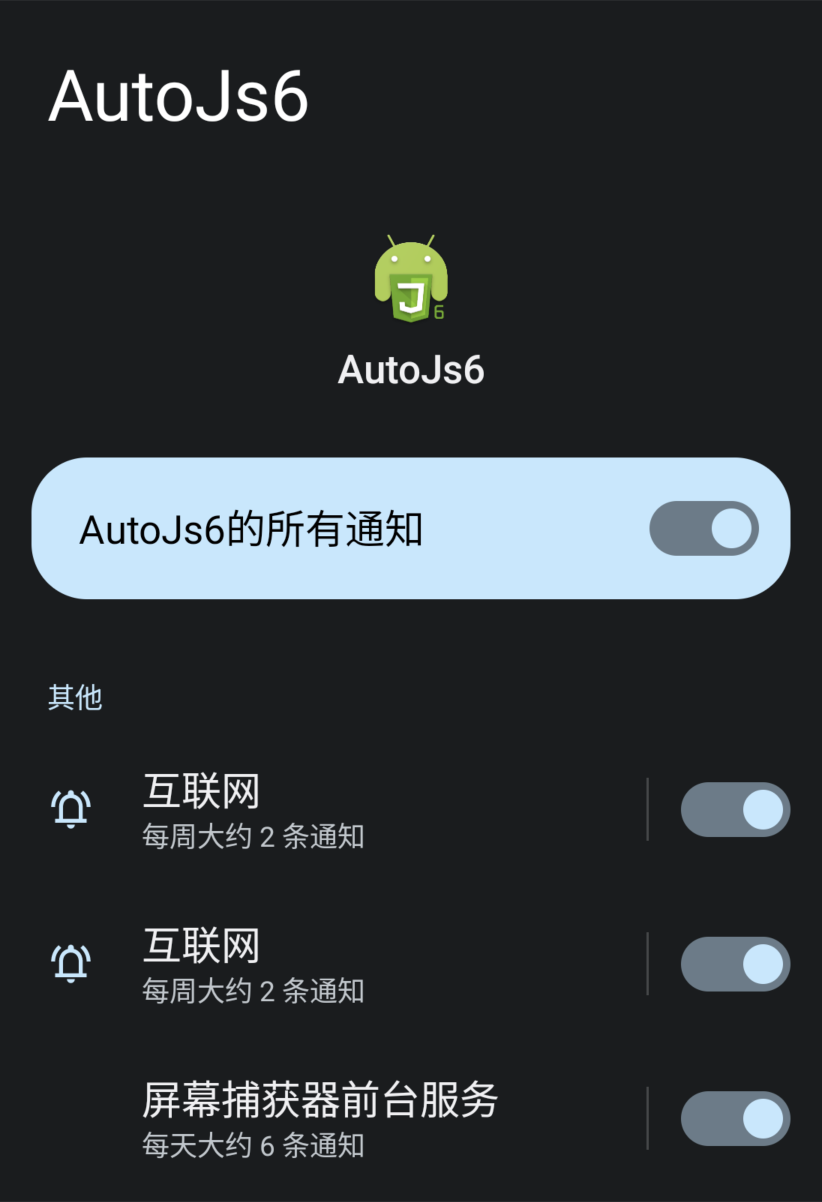 AutoJs6
J
6
AutoJs6
AutoJs6的所有通知
其他
互联网
每周大约 2 条通知
互联网
每周大约 2 条通知
屏幕捕获器前台服务
每天大约 6 条通知